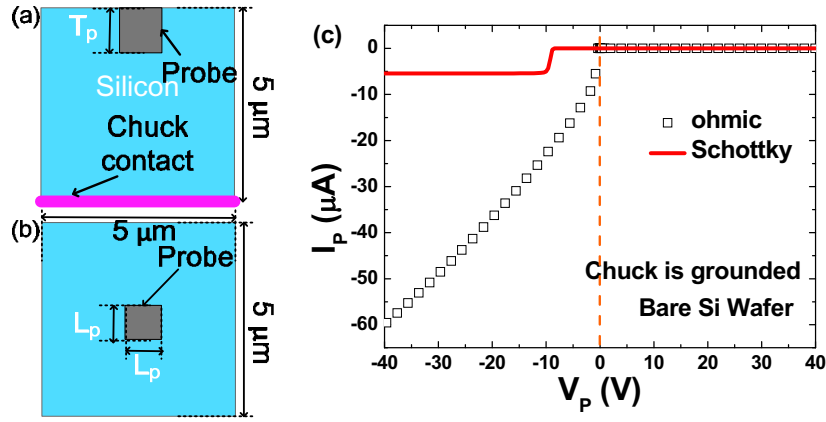 (a)
Tₚ
Probe
Silicon
Chuck
contact
5 μm
5 μm
(b)
Probe
Lₚ
Lₚ
5 μm
(c)
0
-10
-20
-30
-40
-50
-60
I_P (μA)
ohmic
Schottky
Chuck is grounded
Bare Si Wafer
-40 -30 -20 -10 0 10 20 30 40
V_P (V)